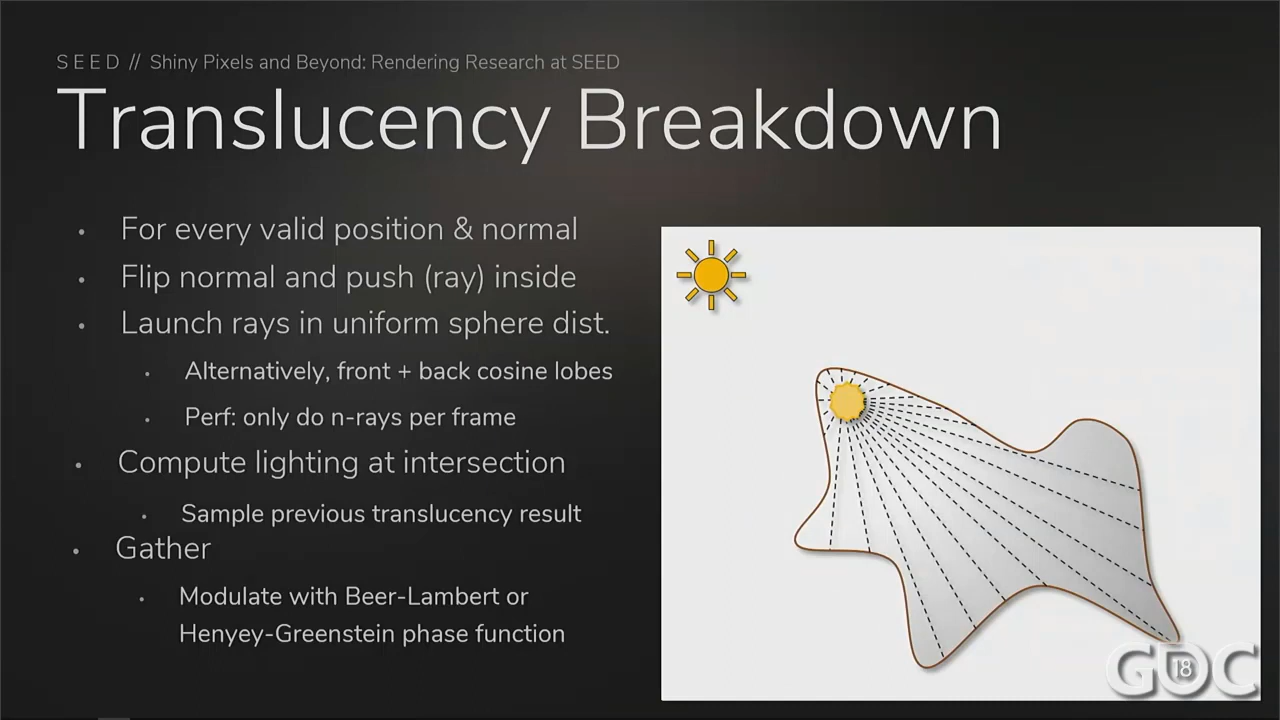 SEED // Shiny Pixels and Beyond: Rendering Research at SEED
Translucency Breakdown
• For every valid position & normal
• Flip normal and push (ray) inside
• Launch rays in uniform sphere dist.
• Alternatively, front + back cosine lobes
• Perf: only do n-rays per frame
• Compute lighting at intersection
• Sample previous translucency result
• Gather
• Modulate with Beer-Lambert or
Henyey-Greenstein phase function
GDC
18